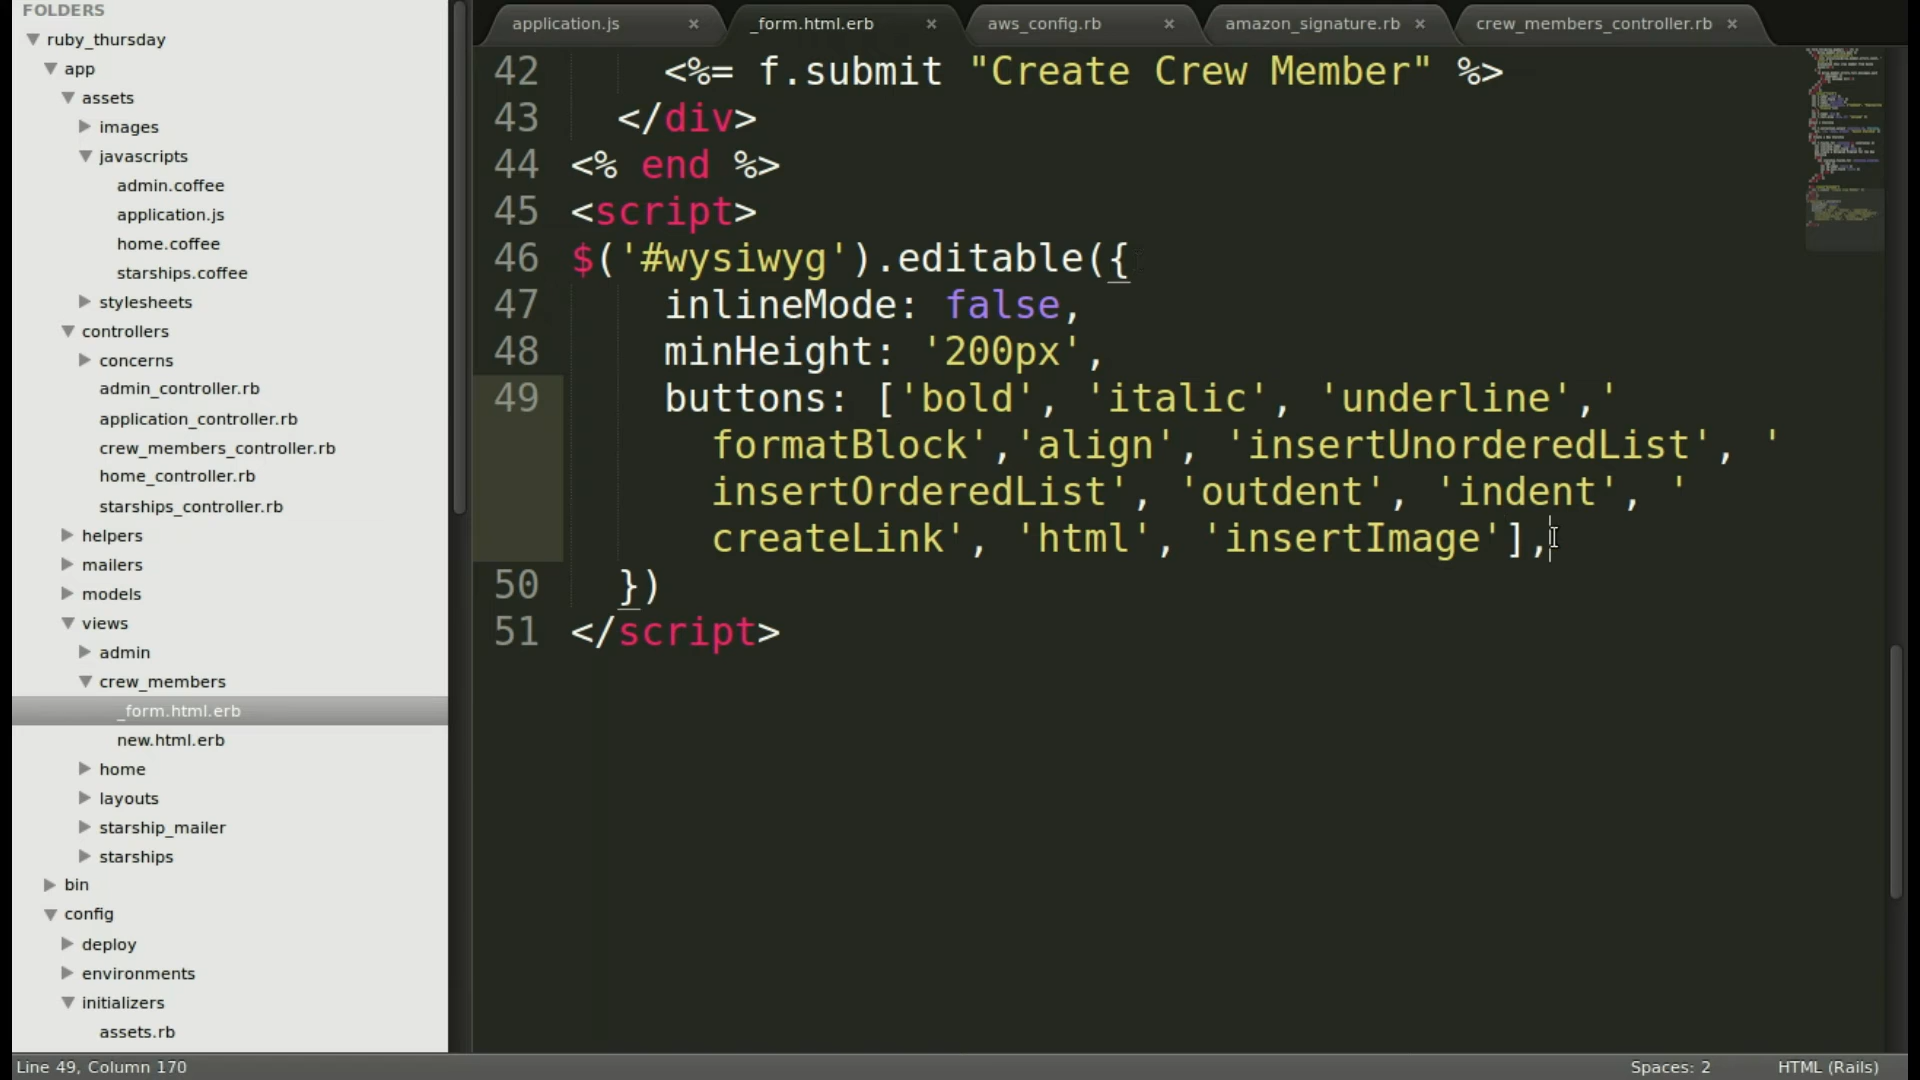 FOLDERS
ruby_thursday
app
assets
images
javascripts
admin.coffee
application.js
home.coffee
starships.coffee
stylesheets
controllers
concerns
admin_controller.rb
application_controller.rb
crew_members_controller.rb
home_controller.rb
starships_controller.rb
helpers
mailers
models
views
admin
crew_members
_form.html.erb
new.html.erb
home
layouts
starship_mailer
starships
bin
config
deploy
environments
initializers
assets.rb
application.js × _form.html.erb × aws_config.rb × amazon_signature.rb × crew_members_controller.rb ×
42 <%= f.submit "Create Crew Member" %>
43 </div>
44 <% end %>
45 <script>
46 $('#wysiwyg').editable({
47 inlineMode: false,
48 minHeight: '200px',
49 buttons: ['bold', 'italic', 'underline','
formatBlock','align', 'insertUnorderedList', '
insertOrderedList', 'outdent', 'indent', '
createLink', 'html', 'insertImage'],
50 })
51 </script>
Line 49, Column 170
Spaces: 2
HTML (Rails)